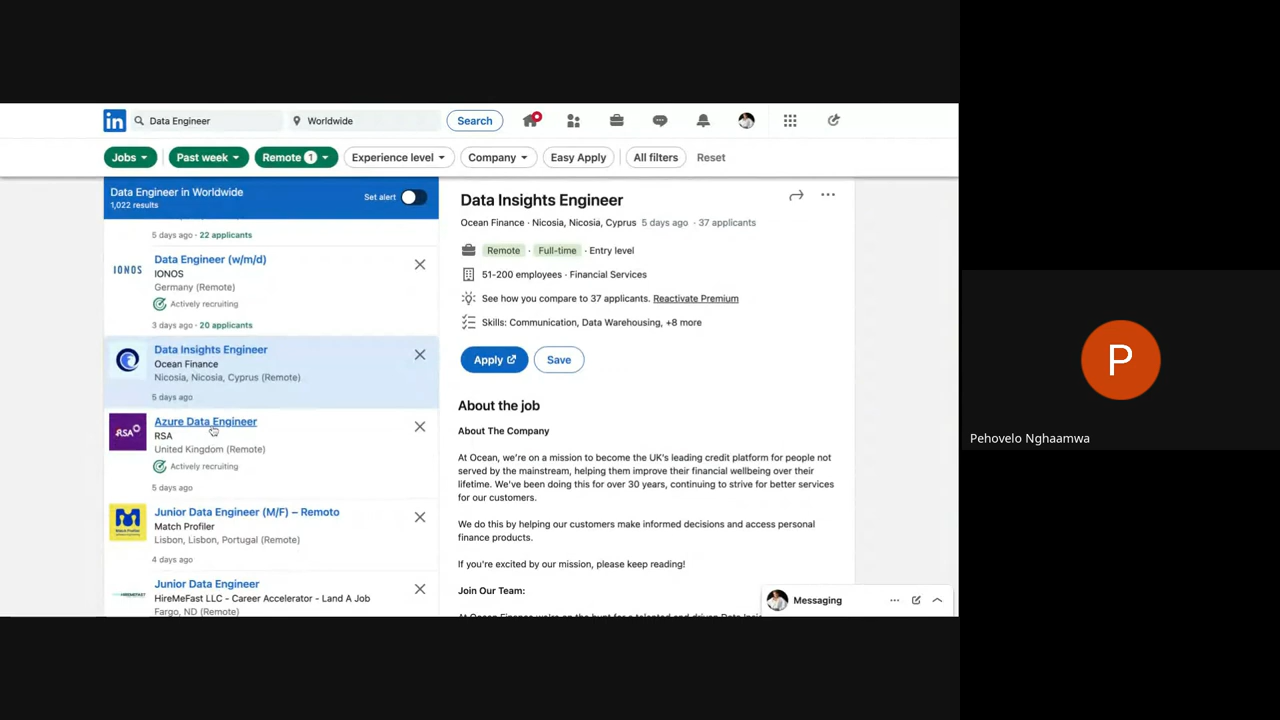 in
Data Engineer
Worldwide
Search
Jobs
Past week
Remote 1
Experience level
Company
Easy Apply
All filters
Reset
Data Engineer in Worldwide
1,022 results
Set alert
5 days ago · 22 applicants
IONOS
Data Engineer (w/m/d)
IONOS
Germany (Remote)
Actively recruiting
3 days ago · 20 applicants
Data Insights Engineer
Ocean Finance
Nicosia, Nicosia, Cyprus (Remote)
5 days ago
RSA
Azure Data Engineer
RSA
United Kingdom (Remote)
Actively recruiting
5 days ago
Match Profiler
Junior Data Engineer (M/F) – Remoto
Match Profiler
Lisbon, Lisbon, Portugal (Remote)
4 days ago
Junior Data Engineer
HireMeFast LLC - Career Accelerator - Land A Job
Fargo, ND (Remote)
Data Insights Engineer
Ocean Finance · Nicosia, Nicosia, Cyprus 5 days ago · 37 applicants
Remote · Full-time · Entry level
51-200 employees · Financial Services
See how you compare to 37 applicants. Reactivate Premium
Skills: Communication, Data Warehousing, +8 more
Apply
Save
About the job
About The Company
At Ocean, we're on a mission to become the UK's leading credit platform for people not
served by the mainstream, helping them improve their financial wellbeing over their
lifetime. We've been doing this for over 30 years, continuing to strive for better services
for our customers.
We do this by helping our customers make informed decisions and access personal
finance products.
If you're excited by our mission, please keep reading!
Join Our Team:
Messaging
P
Pehovelo Nghaamwa